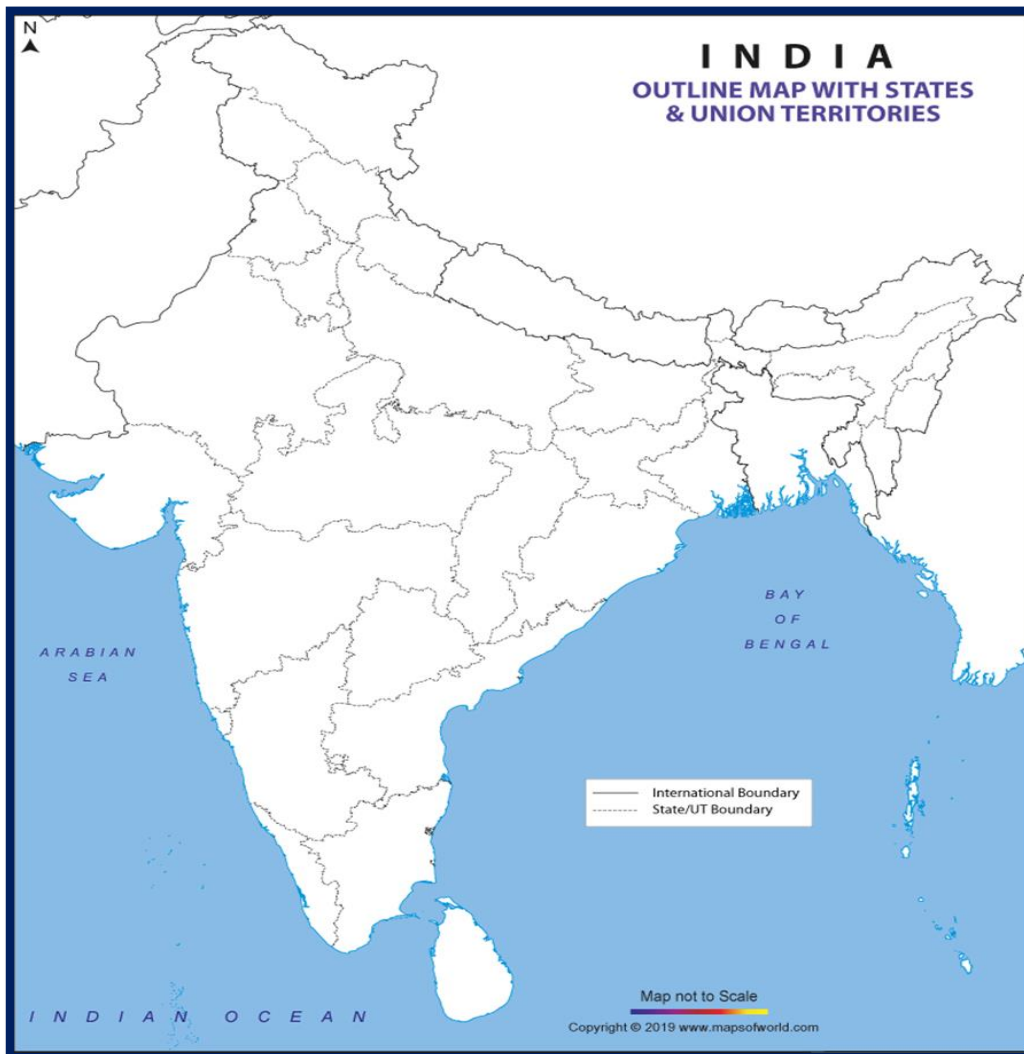 N
INDIA
OUTLINE MAP WITH STATES
& UNION TERRITORIES
BAY
OF
BENGAL
ARABIAN
SEA
International Boundary
State/UT Boundary
Map not to Scale
INDIAN OCEAN
Copyright © 2019 www.mapsofworld.com